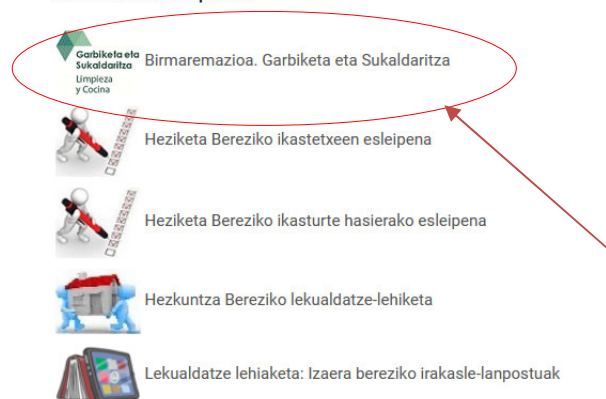 Garbiketa eta
Sukaldaritza
Limpieza
y Cocina
Birmaremazioa. Garbiketa eta Sukaldaritza
Heziketa Bereziko ikastetxeen esleipena
Heziketa Bereziko ikasturte hasierako esleipena
Hezkuntza Bereziko lekualdatze-lehiketa
Lekualdatze lehiaketa: Izaera bereziko irakasle-lanpostuak